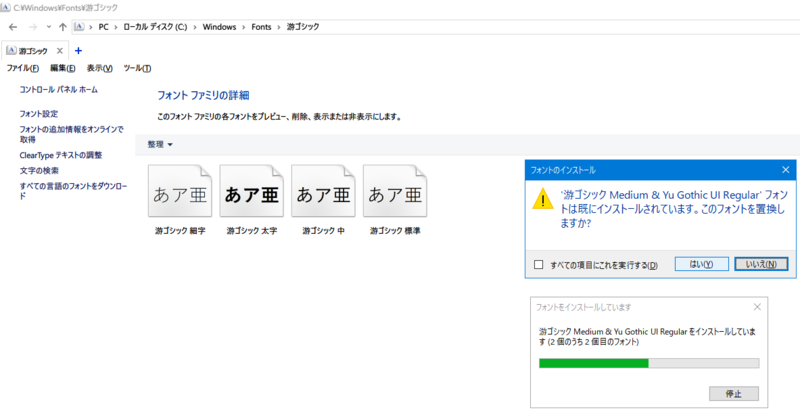 C:¥Windows¥Fonts¥游ゴシック
PC › ローカル ディスク (C:) › Windows › Fonts › 游ゴシック
游ゴシック
ファイル(F) 編集(E) 表示(V) ツール(T)
コントロール パネル ホーム
フォント設定
フォントの追加情報をオンラインで
取得
ClearType テキストの調整
文字の検索
すべての言語のフォントをダウンロー
ド
フォント ファミリの詳細
このフォント ファミリの各フォントをプレビュー、削除、表示または非表示にします。
整理
あア亜 あア亜 あア亜 あア亜
游ゴシック 細字 游ゴシック 太字 游ゴシック 中 游ゴシック 標準
フォントのインストール
'游ゴシック Medium & Yu Gothic UI Regular' フォン
トは既にインストールされています。このフォントを置換し
ますか?
すべての項目にこれを実行する(D) はい(Y) いいえ(N)
フォントをインストールしています
游ゴシック Medium & Yu Gothic UI Regular をインストールしていま
す (2 個のうち 2 個目のフォント)
停止